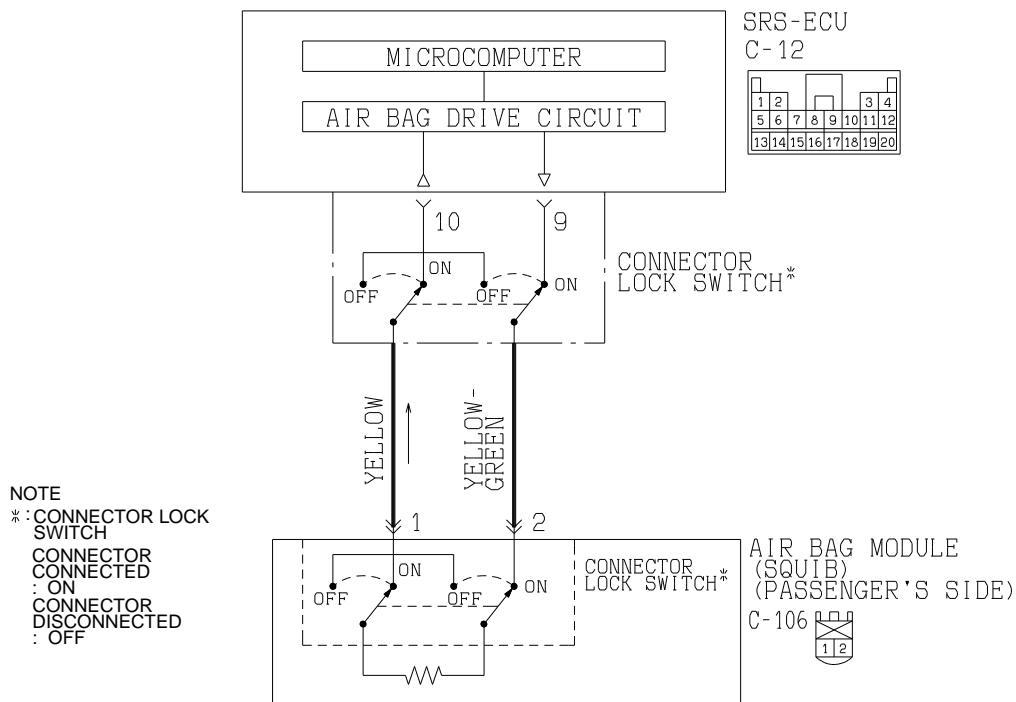 SRS-ECU
C-12
MICROCOMPUTER
AIR BAG DRIVE CIRCUIT
1 2 3 4
5 6 7 8 9 10 11 12
13 14 15 16 17 18 19 20
10 9
CONNECTOR
LOCK SWITCH*
OFF ON OFF ON
YELLOW
YELLOW-
GREEN
1 2
NOTE
*: CONNECTOR LOCK
SWITCH
CONNECTOR
CONNECTED
: ON
CONNECTOR
DISCONNECTED
: OFF
OFF ON OFF ON
CONNECTOR
LOCK SWITCH*
AIR BAG MODULE
(SQUIB)
(PASSENGER'S SIDE)
C-106
1 2